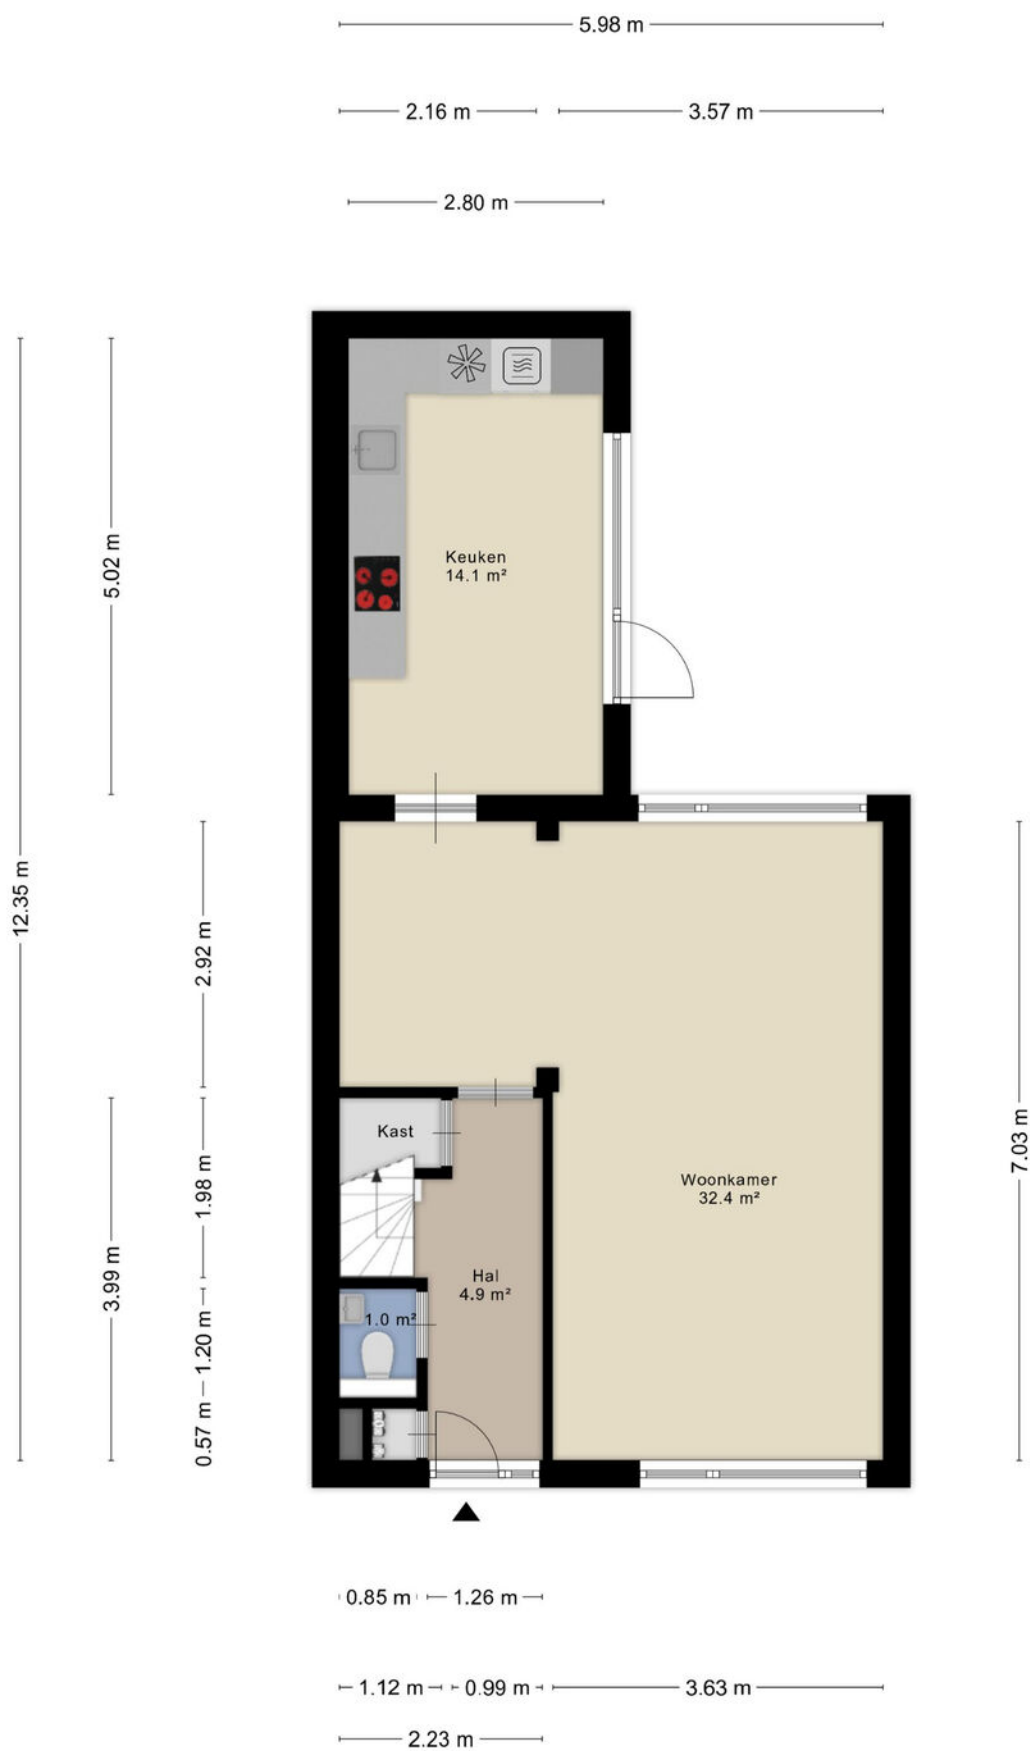 5.98 m
2.16 m
3.57 m
2.80 m
5.02 m
Keuken
14.1 m²
12.35 m
2.92 m
7.03 m
Kast
1.98 m
Woonkamer
32.4 m²
3.99 m
Hal
4.9 m²
1.20 m
1.0 m²
0.57 m
0.85 m
1.26 m
1.12 m
0.99 m
3.63 m
2.23 m